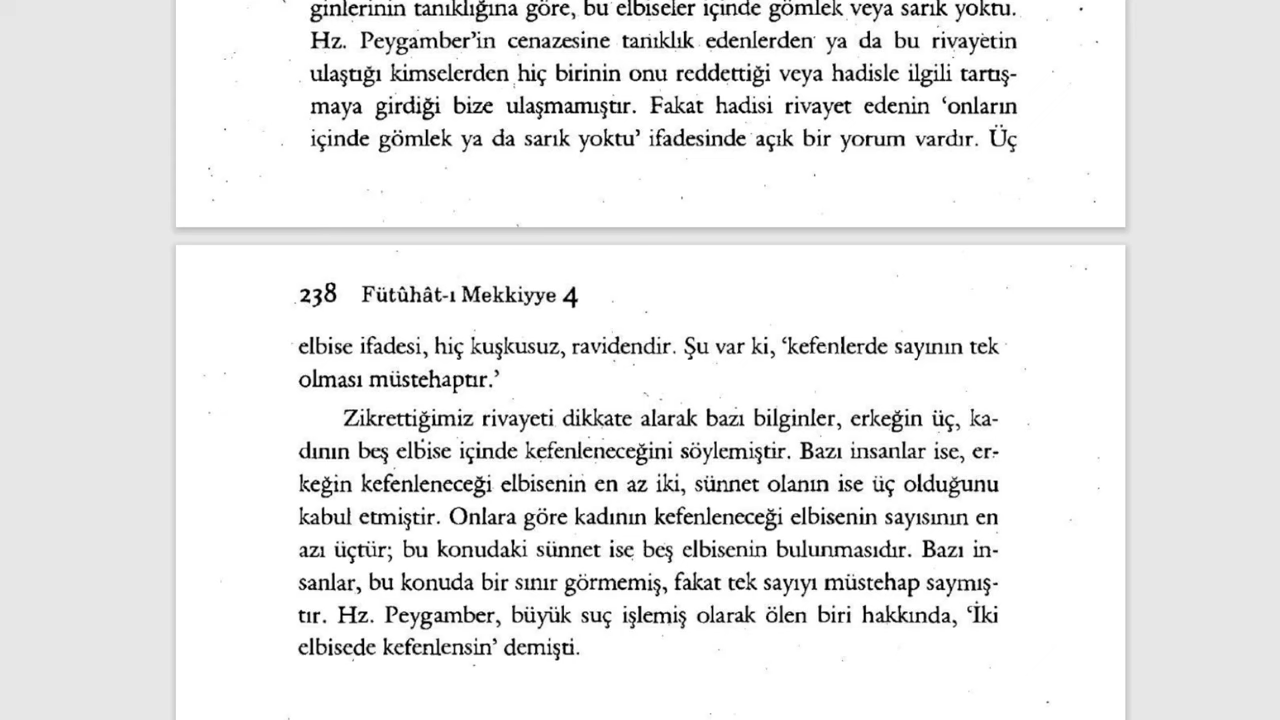 ginlerinin tanıklığına göre, bu elbiseler içinde gömlek veya sarık yoktu.
Hz. Peygamber'in cenazesine tanıklık edenlerden ya da bu rivayetin
ulaştığı kimselerden hiç birinin onu reddettiği veya hadisle ilgili tartış-
maya girdiği bize ulaşmamıştır. Fakat hadisi rivayet edenin ‘onların
içinde gömlek ya da sarık yoktu’ ifadesinde açık bir yorum vardır. Üç
238 Fütûhât-ı Mekkiyye 4
elbise ifadesi, hiç kuşkusuz, ravidendir. Şu var ki, ‘kefenlerde sayının tek
olması müstehaptır.’
Zikrettiğimiz rivayeti dikkate alarak bazı bilginler, erkeğin üç, ka-
dının beş elbise içinde kefenleneceğini söylemiştir. Bazı insanlar ise, er-
keğin kefenleneceği elbisenin en az iki, sünnet olanın ise üç olduğunu
kabul etmiştir. Onlara göre kadının kefenleneceği elbisenin sayısının en
azı üçtür; bu konudaki sünnet ise beş elbisenin bulunmasıdır. Bazı in-
sanlar, bu konuda bir sınır görmemiş, fakat tek sayıyı müstehap saymış-
tır. Hz. Peygamber, büyük suç işlemiş olarak ölen biri hakkında, ‘İki
elbisede kefenlensin’ demişti.